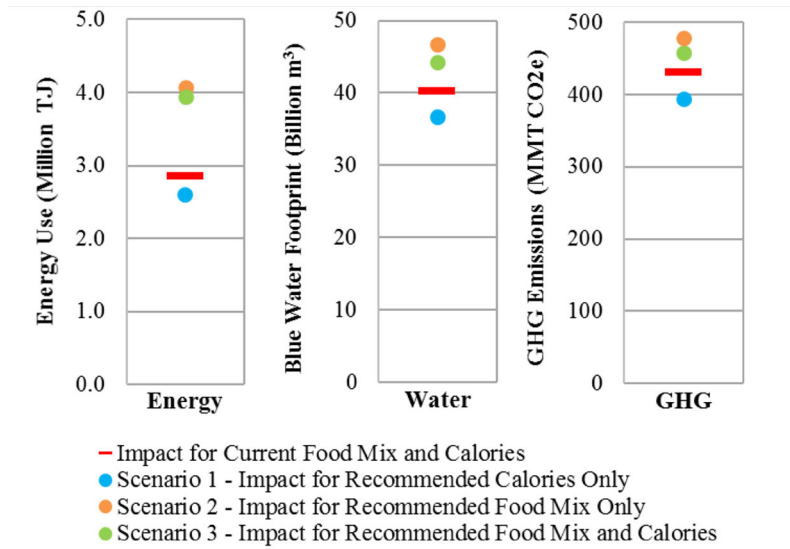 5.0
4.0
3.0
2.0
1.0
0.0
Energy Use (Million TJ)
Energy
50
40
30
20
10
0
Blue Water Footprint (Billion m³)
Water
500
400
300
200
100
0
GHG Emissions (MMT CO2e)
GHG
Impact for Current Food Mix and Calories
Scenario 1 - Impact for Recommended Calories Only
Scenario 2 - Impact for Recommended Food Mix Only
Scenario 3 - Impact for Recommended Food Mix and Calories